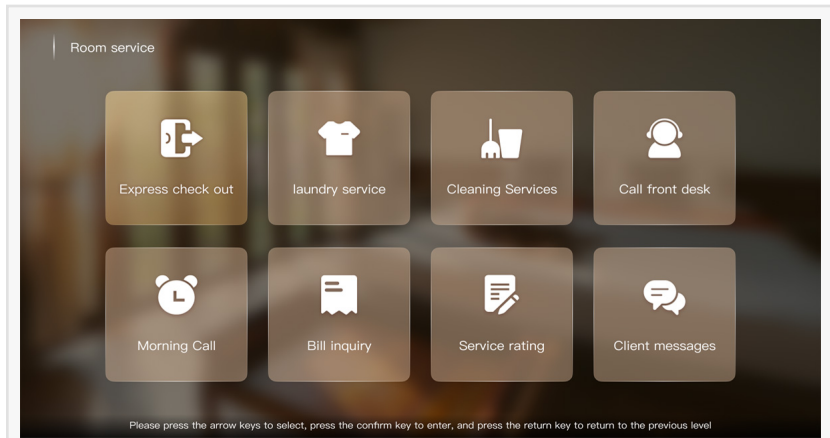 Room service
Express check out
laundry service
Cleaning Services
Call front desk
Morning Call
Bill inquiry
Service rating
Client messages
Please press the arrow keys to select, press the confirm key to enter, and press the return key to return to the previous level